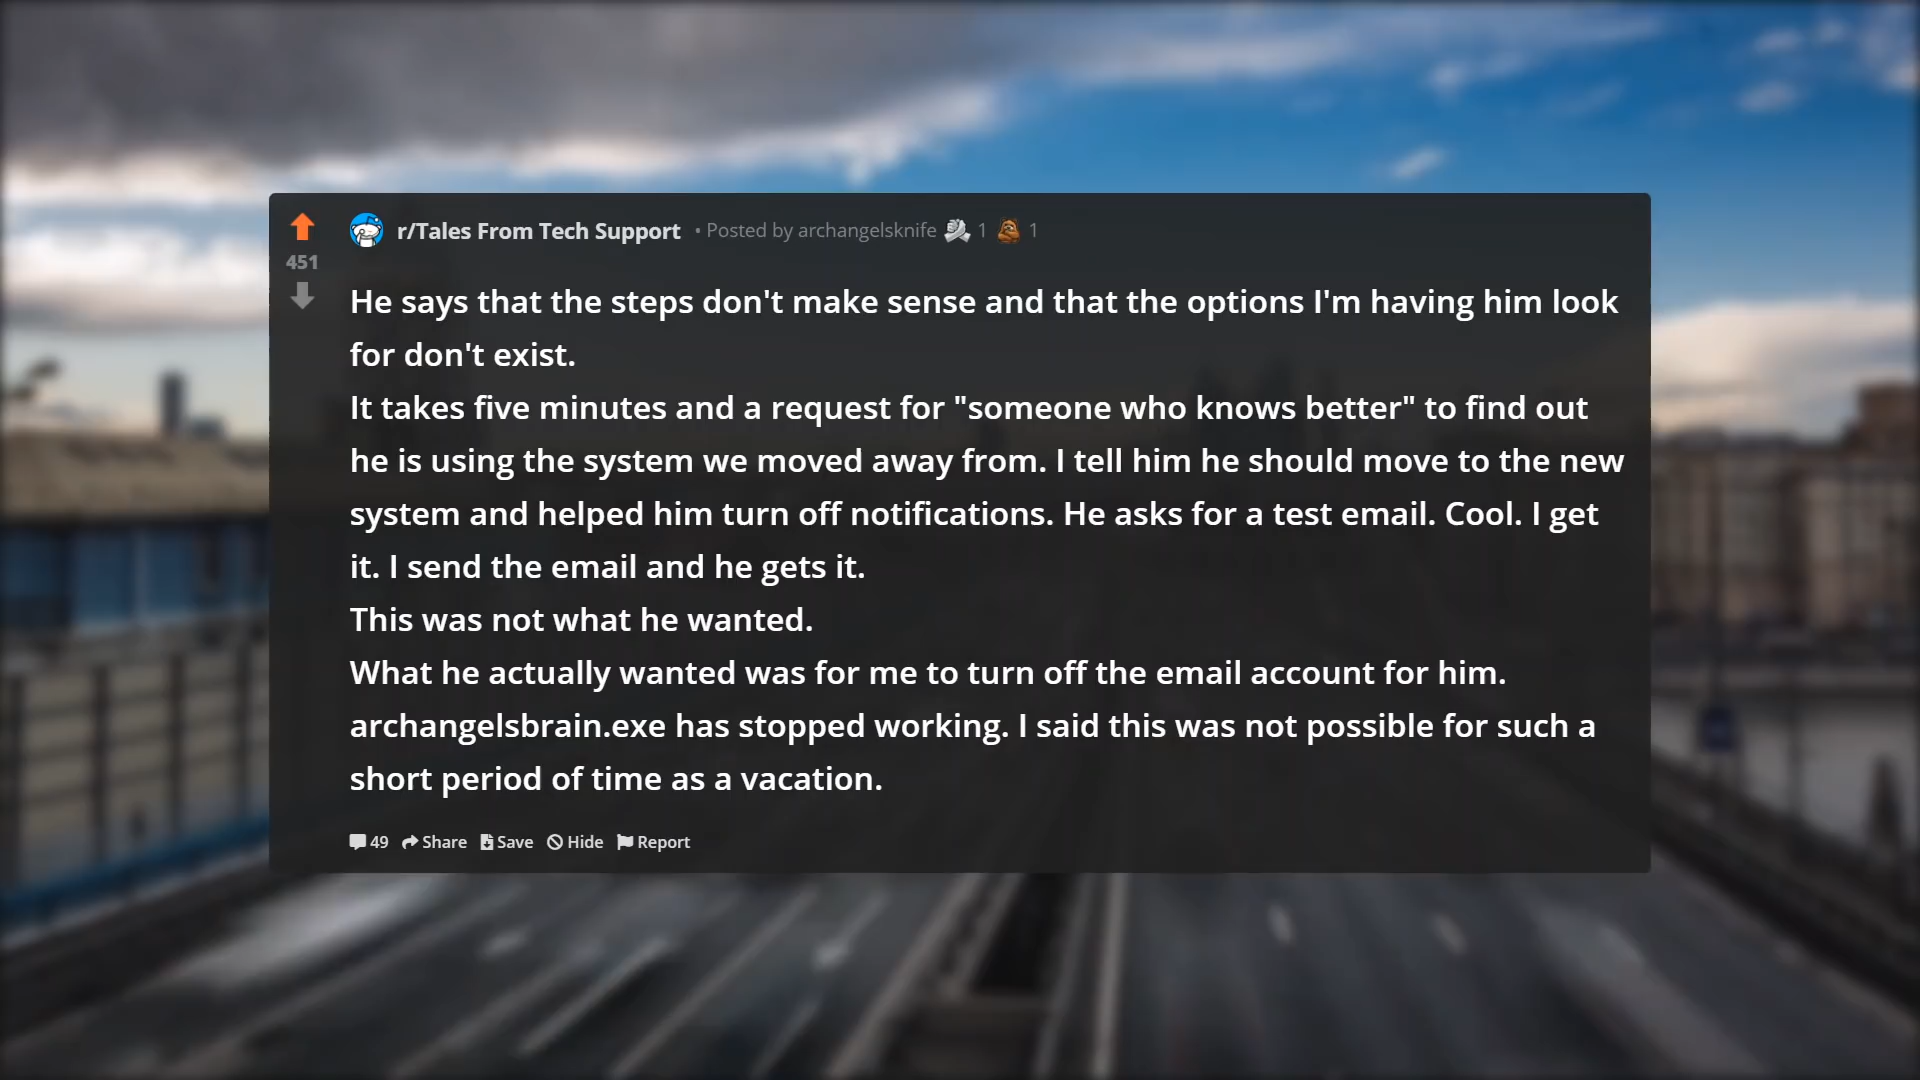 r/Tales From Tech Support • Posted by archangelsknife 1 1
451
He says that the steps don't make sense and that the options I'm having him look
for don't exist.
It takes five minutes and a request for "someone who knows better" to find out
he is using the system we moved away from. I tell him he should move to the new
system and helped him turn off notifications. He asks for a test email. Cool. I get
it. I send the email and he gets it.
This was not what he wanted.
What he actually wanted was for me to turn off the email account for him.
archangelsbrain.exe has stopped working. I said this was not possible for such a
short period of time as a vacation.
49 Share Save Hide Report